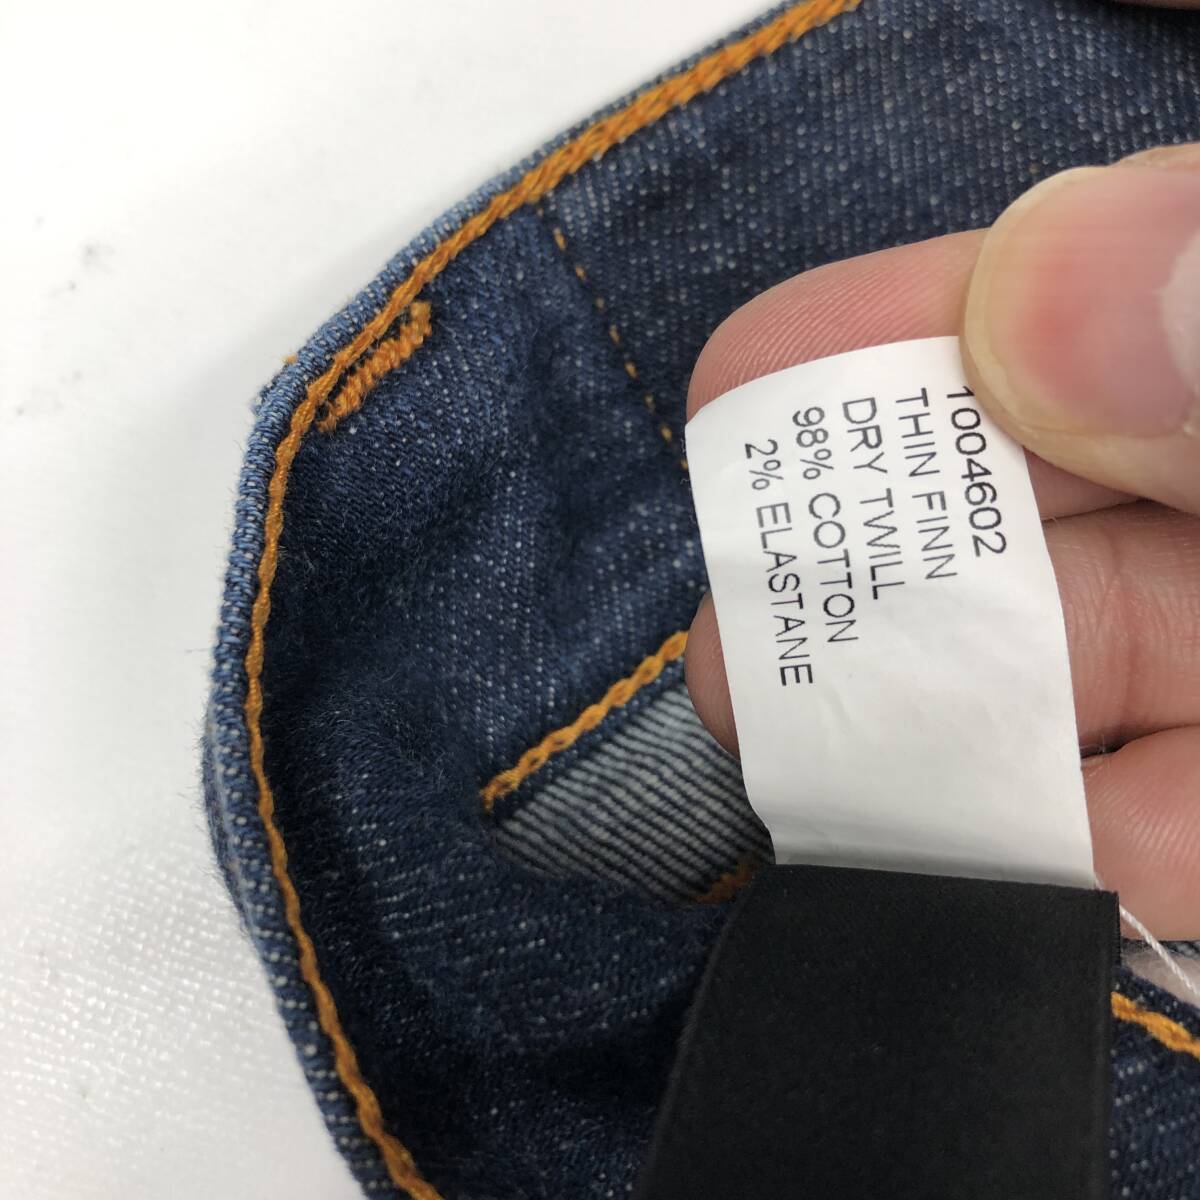 1004602
THIN FINN
DRY TWILL
98% COTTON
2% ELASTANE